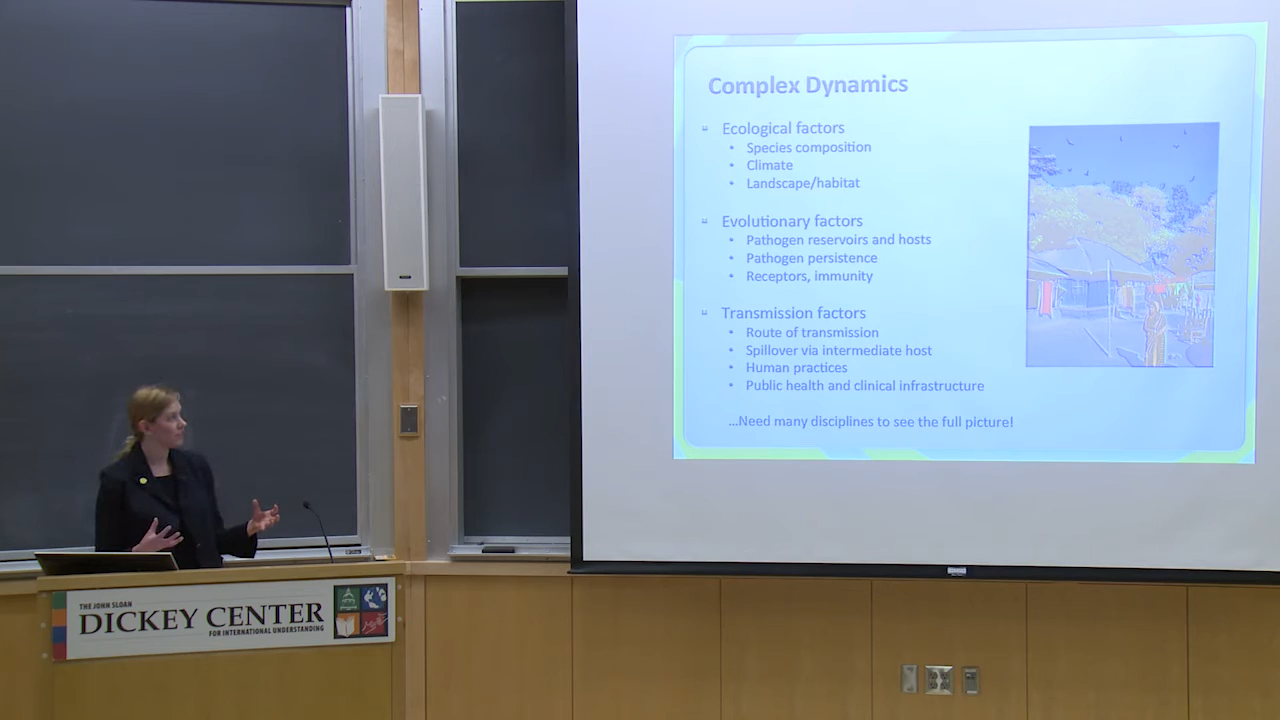 Complex Dynamics
Ecological factors
• Species composition
• Climate
• Landscape/habitat
Evolutionary factors
• Pathogen reservoirs and hosts
• Pathogen persistence
• Receptors, immunity
Transmission factors
• Route of transmission
• Spillover via intermediate host
• Human practices
• Public health and clinical infrastructure
...Need many disciplines to see the full picture!
THE JOHN SLOAN
DICKEY CENTER
FOR INTERNATIONAL UNDERSTANDING